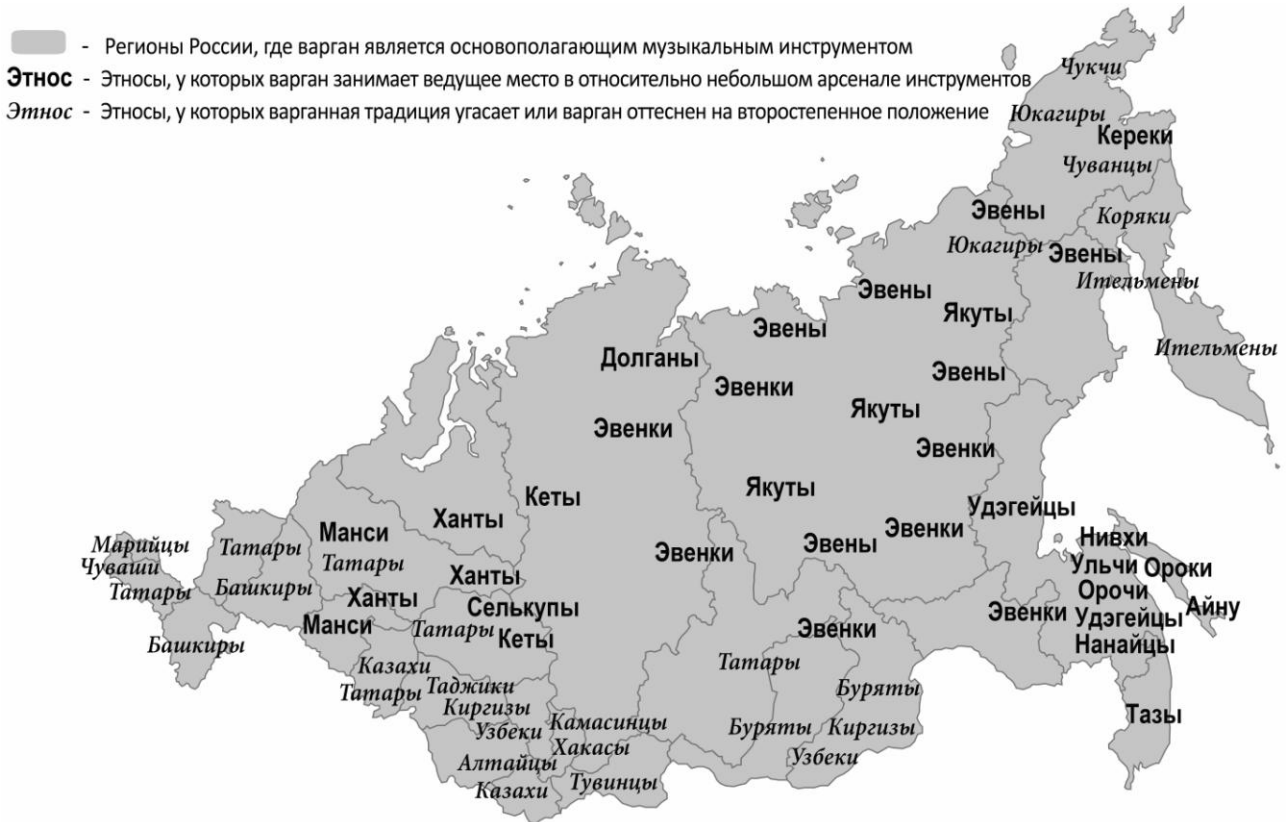 - Регионы России, где варган является основополагающим музыкальным инструментом
Этнос - Этносы, у которых варган занимает ведущее место в относительно небольшом арсенале инструментов
Этнос - Этносы, у которых варганная традиция угасает или варган оттеснен на второстепенное положение
Чукчи
Юкагиры
Кереки
Чуванцы
Эвены
Коряки
Юкагиры
Эвены
Ительмены
Эвены
Якуты
Эвены
Ительмены
Долганы
Эвены
Эвенки
Якуты
Эвенки
Эвенки
Якуты
Кеты
Удэгейцы
Ханты
Манси
Эвенки
Нивхи
Марийцы
Татары
Эвены
Эвенки
Чуваши
Татары
Ульчи
Ороки
Ханты
Татары
Башкиры
Орочи
Ханты
Селькупы
Эвенки
Айну
Удэгейцы
Манси
Татары
Кеты
Эвенки
Нанайцы
Башкиры
Казахи
Татары
Татары
Таджики
Буряты
Киргизы
Тазы
Узбеки
Камасинцы
Буряты
Киргизы
Хакасы
Узбеки
Алтайцы
Казахи
Тувинцы